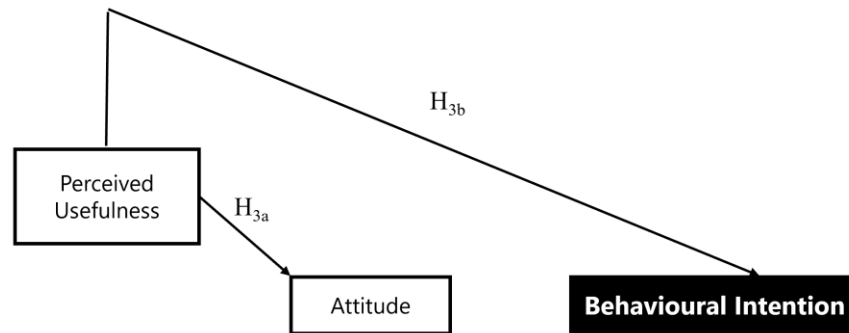 H3b
Perceived
Usefulness
H3a
Attitude
Behavioural Intention